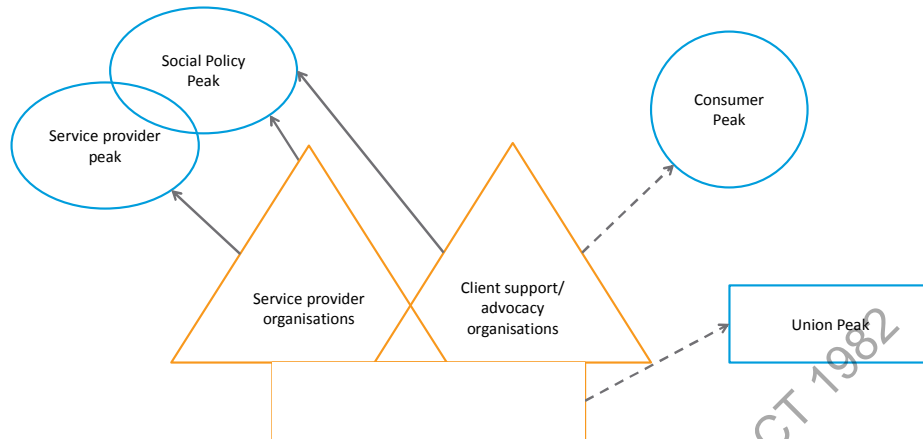 Social Policy
Peak
Service provider
peak
Consumer
Peak
Service provider
organisations
Client support/
advocacy
organisations
Union Peak
CT 1982